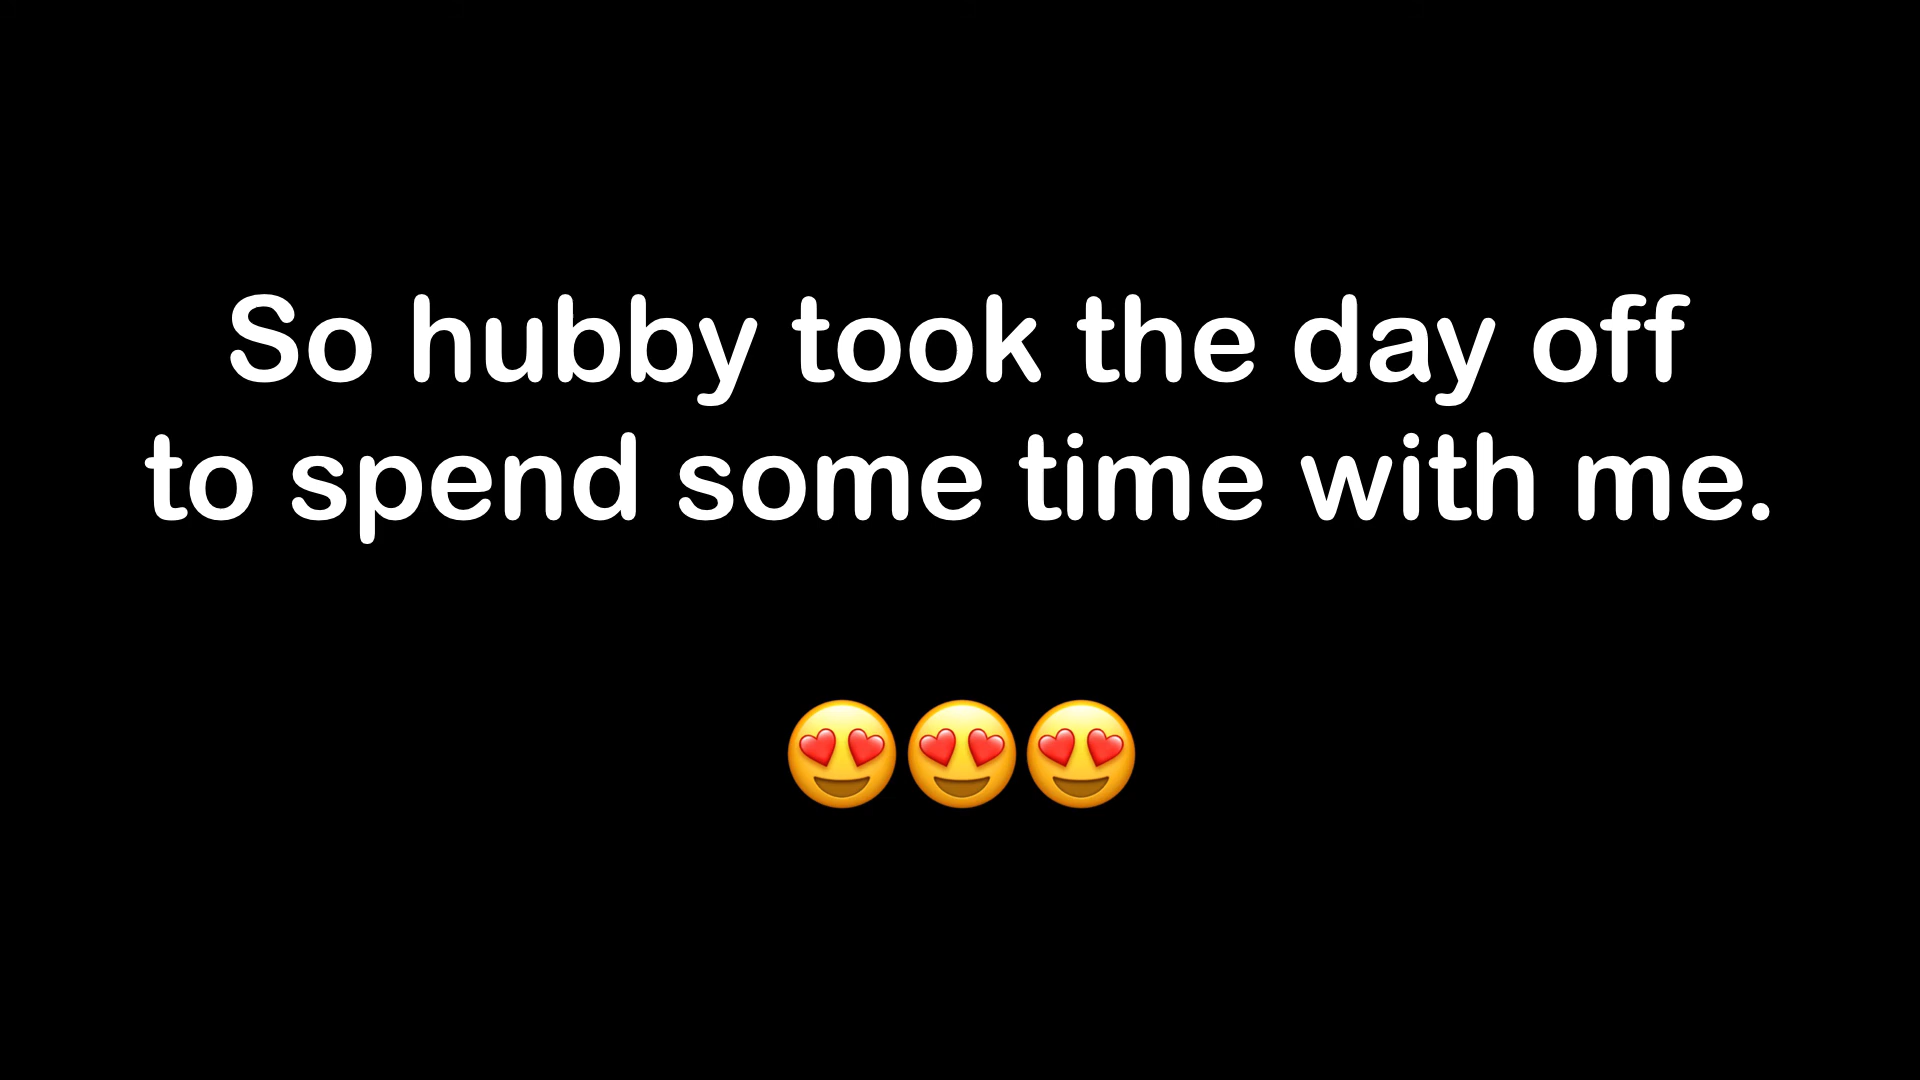 So hubby took the day off
to spend some time with me.
😍😍😍